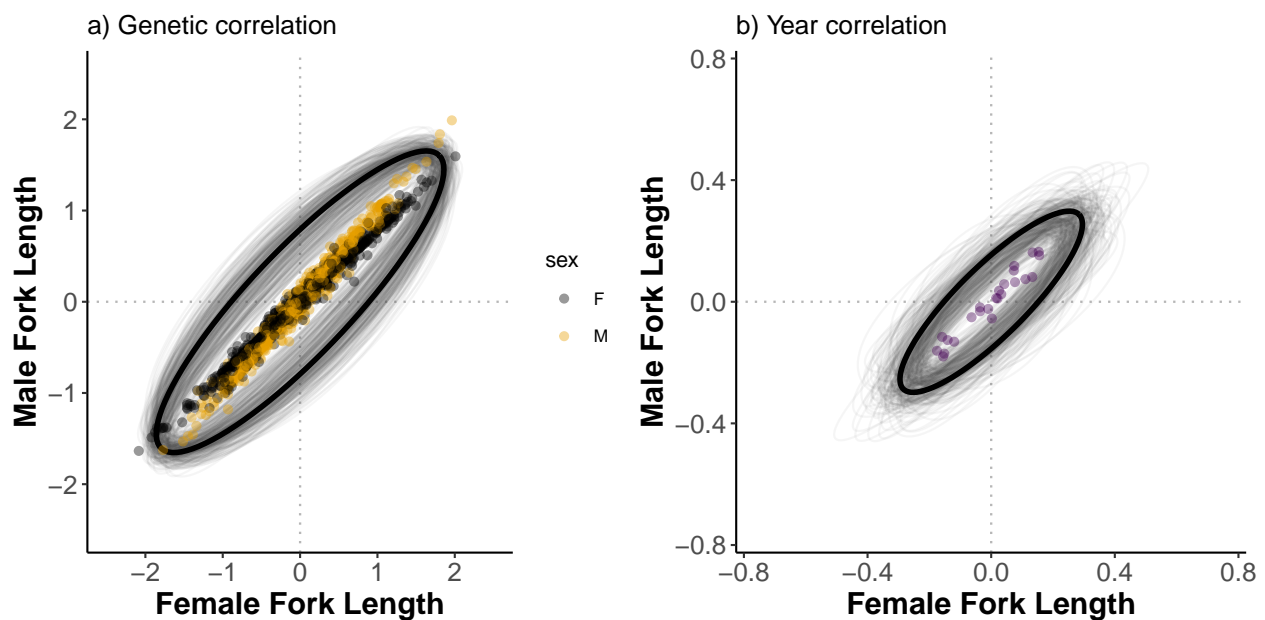 a) Genetic correlation
Male Fork Length
2
1
0
−1
−2
−2 −1 0 1 2
Female Fork Length
sex
F
M
b) Year correlation
Male Fork Length
0.8
0.4
0.0
−0.4
−0.8
−0.8 −0.4 0.0 0.4 0.8
Female Fork Length